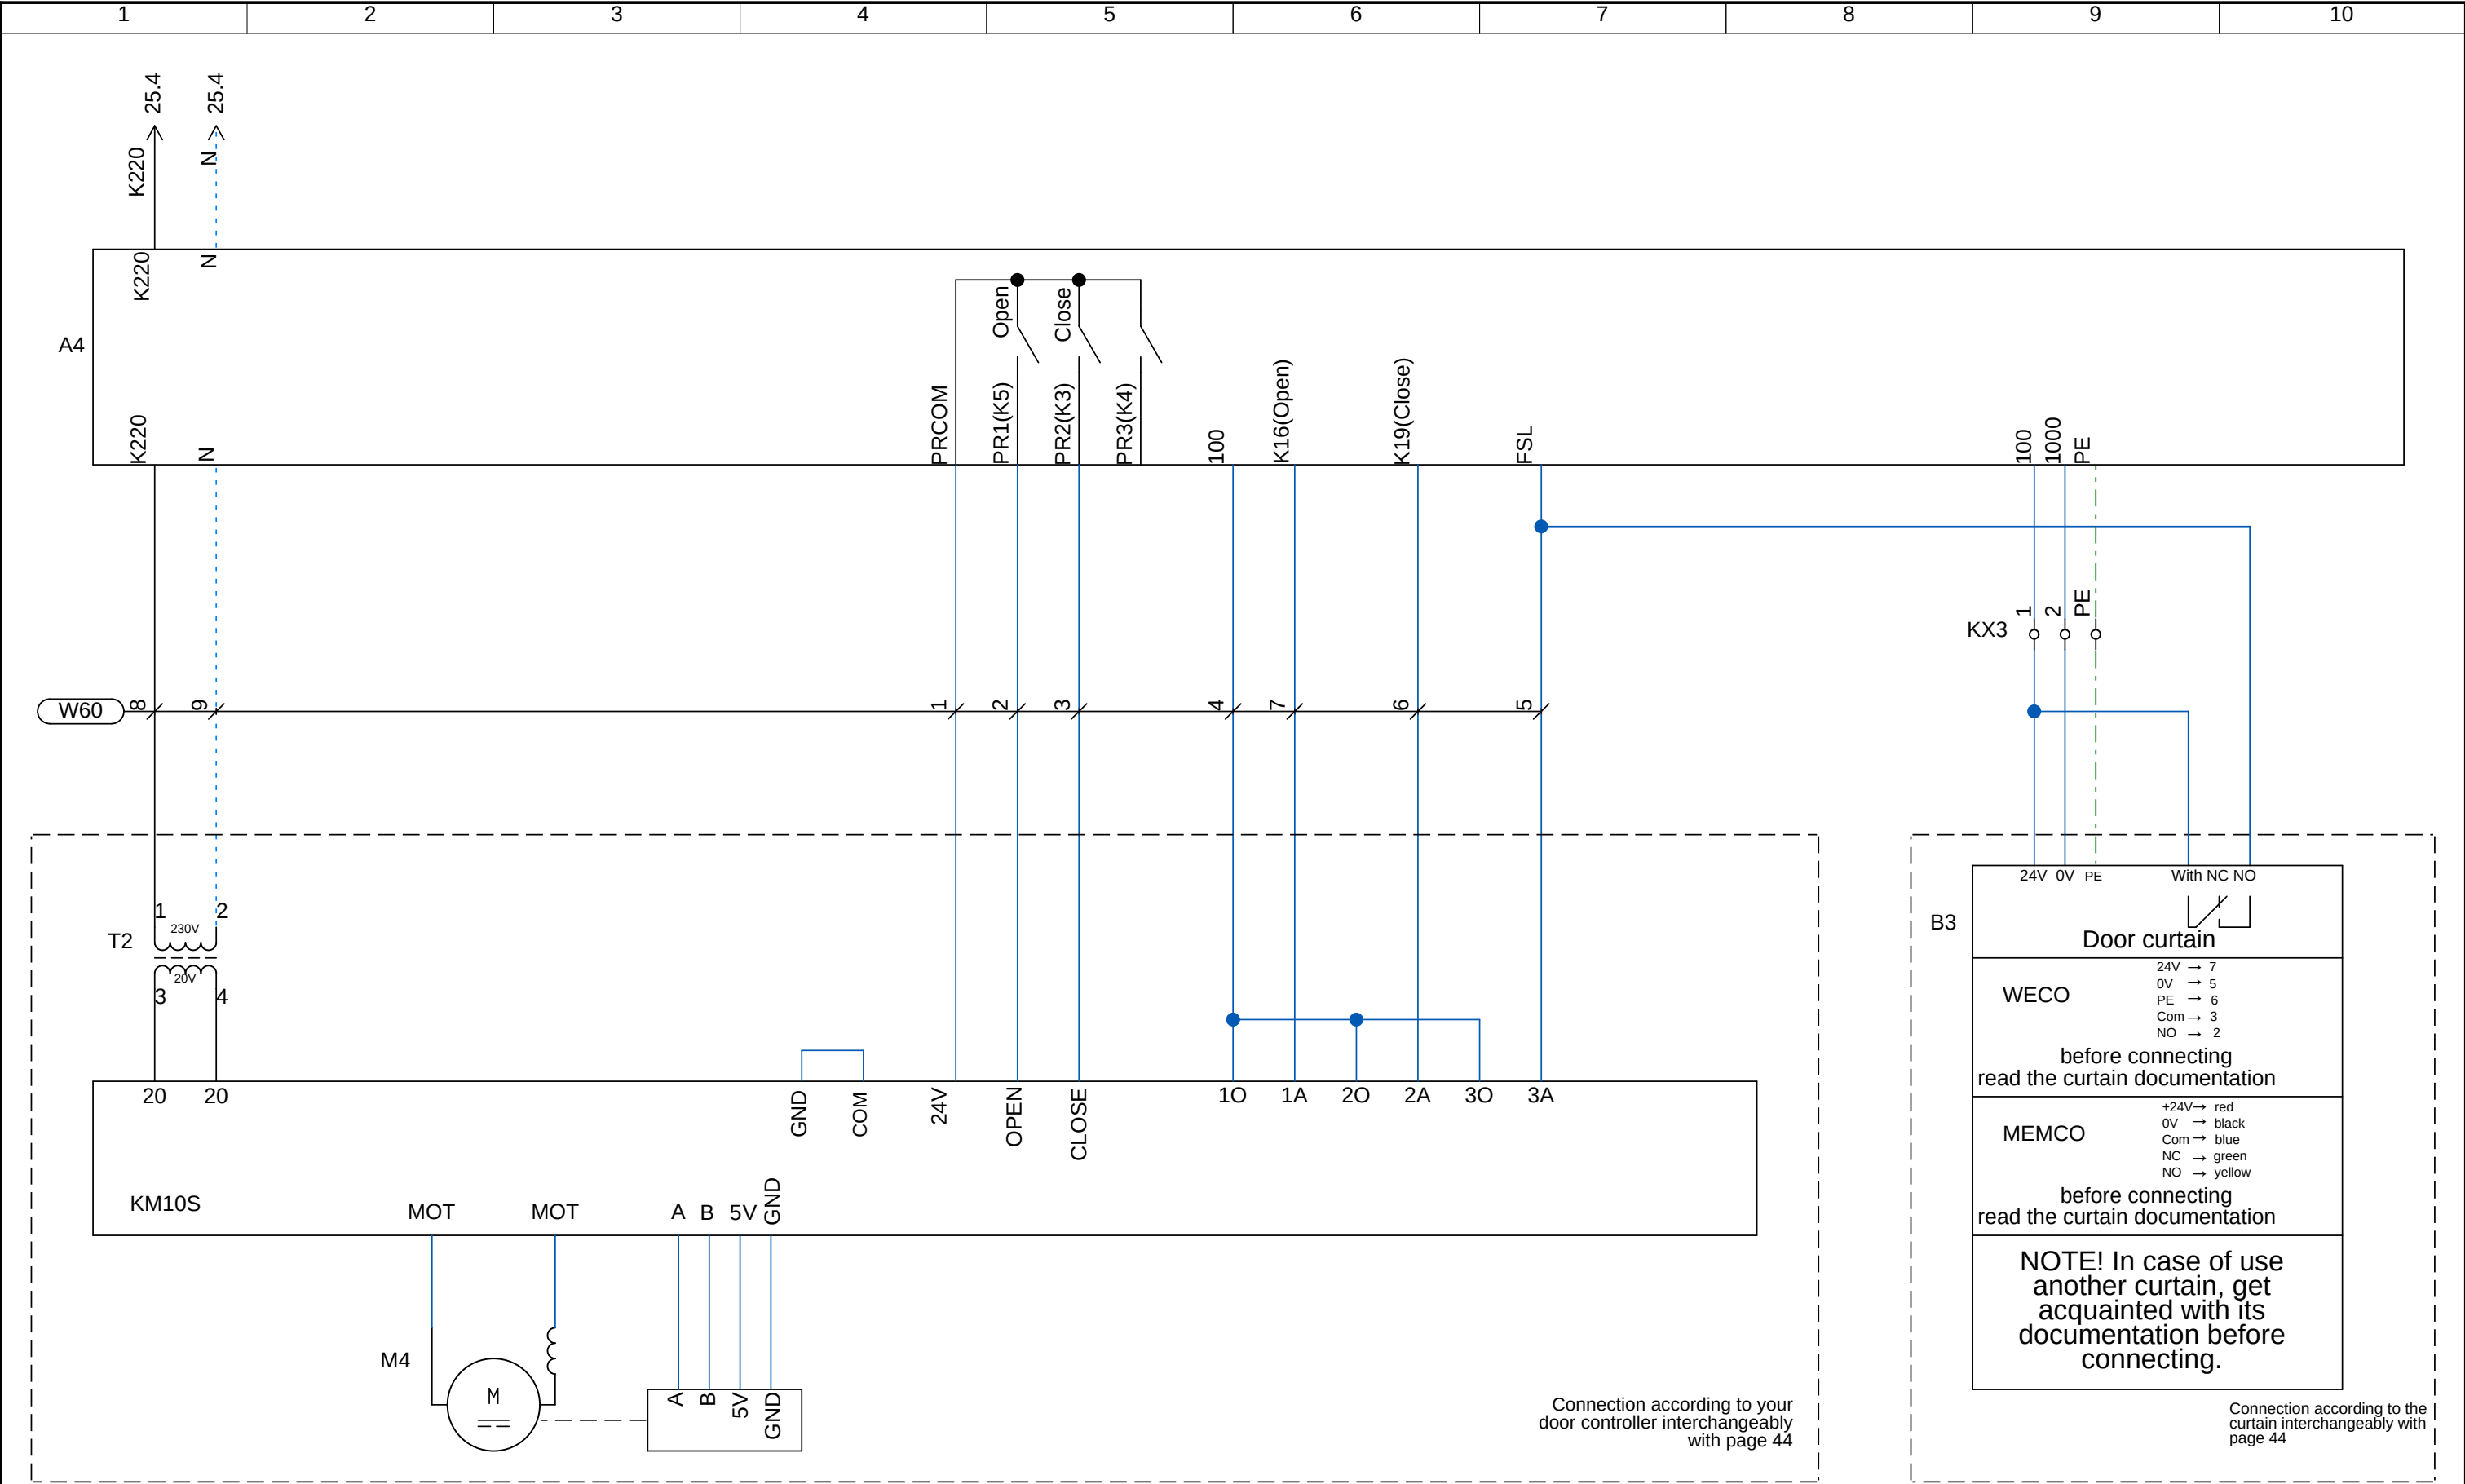 1 2 3 4 5 6 7 8 9 10
25.4 25.4
K220 N
K220 N
Open Close
A4
K220 N PRCOM PR1(K5) PR2(K3) PR3(K4) 100 K16(Open) K19(Close) FSL 100 1000 PE
KX3 1 2 PE
W60 8 9 1 2 3 4 7 6 5
1 2
230V
T2
20V
3 4
20 20 GND COM 24V OPEN CLOSE 1O 1A 2O 2A 3O 3A
KM10S
MOT MOT A B 5V GND
M4
M
A B 5V GND
Connection according to your
door controller interchangeably
with page 44
24V 0V PE With NC NO
B3
Door curtain
WECO
24V → 7
0V → 5
PE → 6
Com → 3
NO → 2
before connecting
read the curtain documentation
MEMCO
+24V → red
0V → black
Com → blue
NC → green
NO → yellow
before connecting
read the curtain documentation
NOTE! In case of use
another curtain, get
acquainted with its
documentation before
connecting.
Connection according to the
curtain interchangeably with
page 44